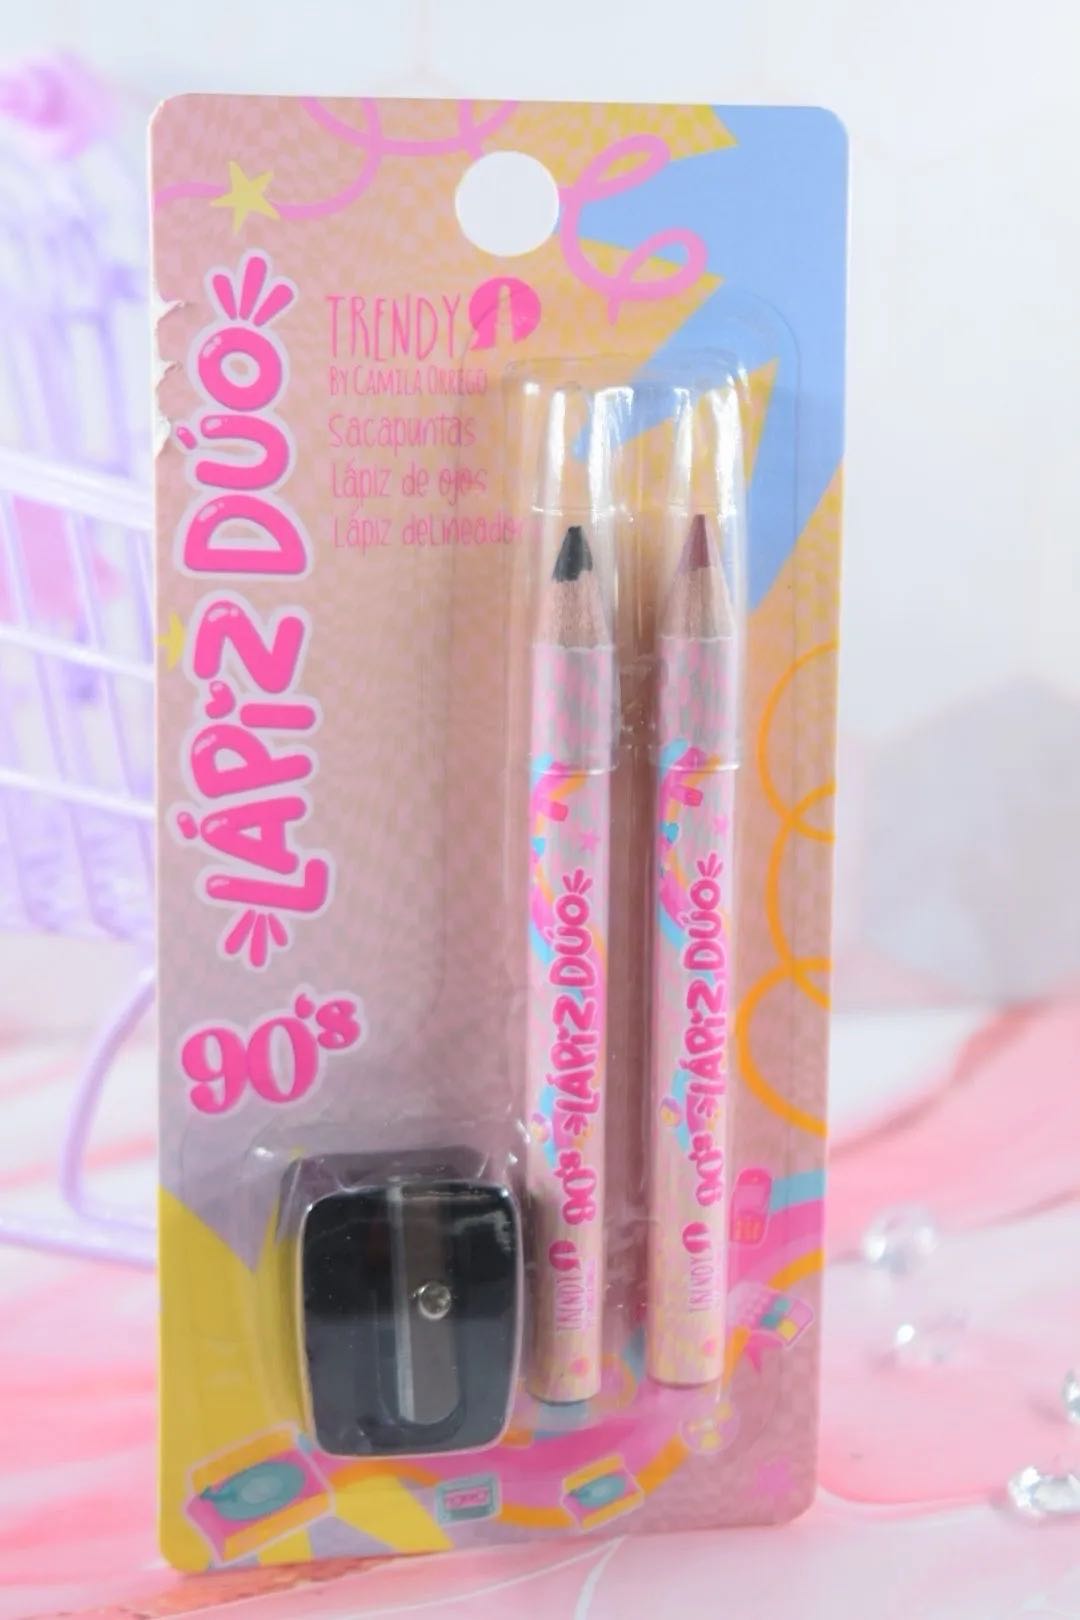 TRENDY
BY CAMILA ORREGO
Sacapuntas
Lápiz de ojos
Lápiz delineador
LÁPIZ DÚO
90's
90's LÁPIZ DÚO
TRENDY
90's LÁPIZ DÚO
TRENDY